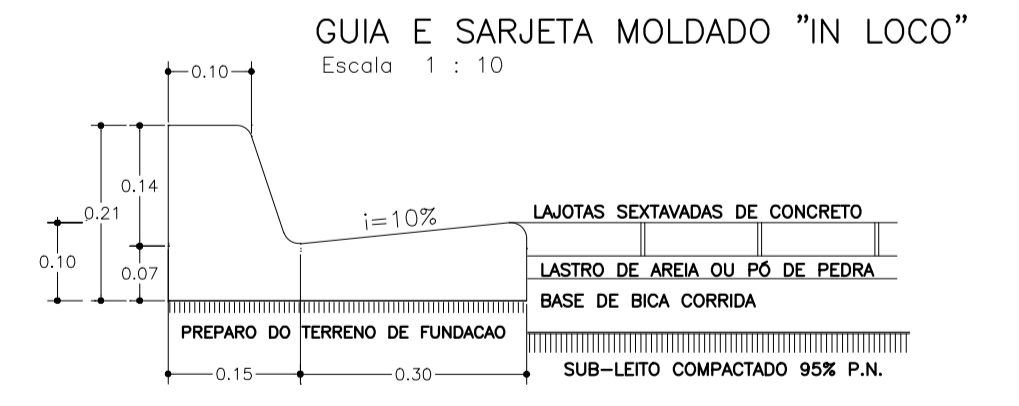 GUIA E SARJETA MOLDADO "IN LOCO"
Escala 1 : 10
0.10
0.14
0.21
0.10
0.07
i=10%
LAJOTAS SEXTAVADAS DE CONCRETO
LASTRO DE AREIA OU PÓ DE PEDRA
BASE DE BICA CORRIDA
PREPARO DO TERRENO DE FUNDACAO
SUB-LEITO COMPACTADO 95% P.N.
0.15
0.30